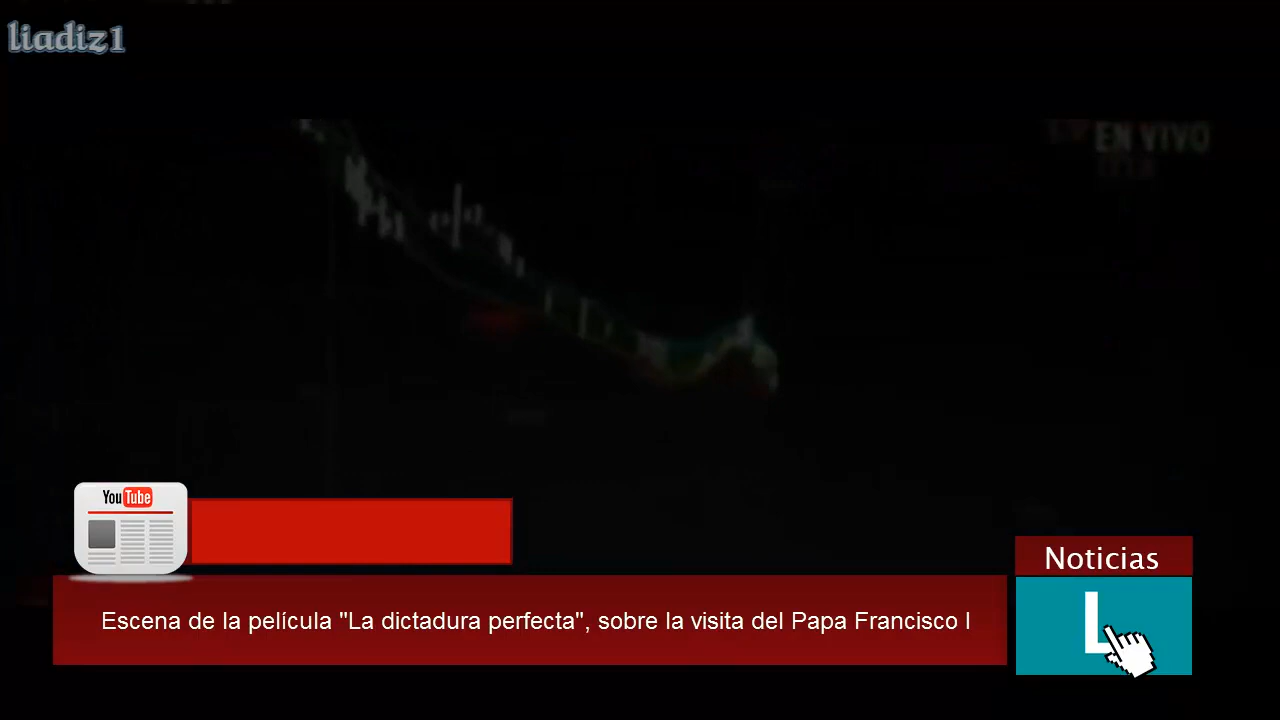 liadiz1
EN VIVO
YouTube
Noticias
L
Escena de la película "La dictadura perfecta", sobre la visita del Papa Francisco I